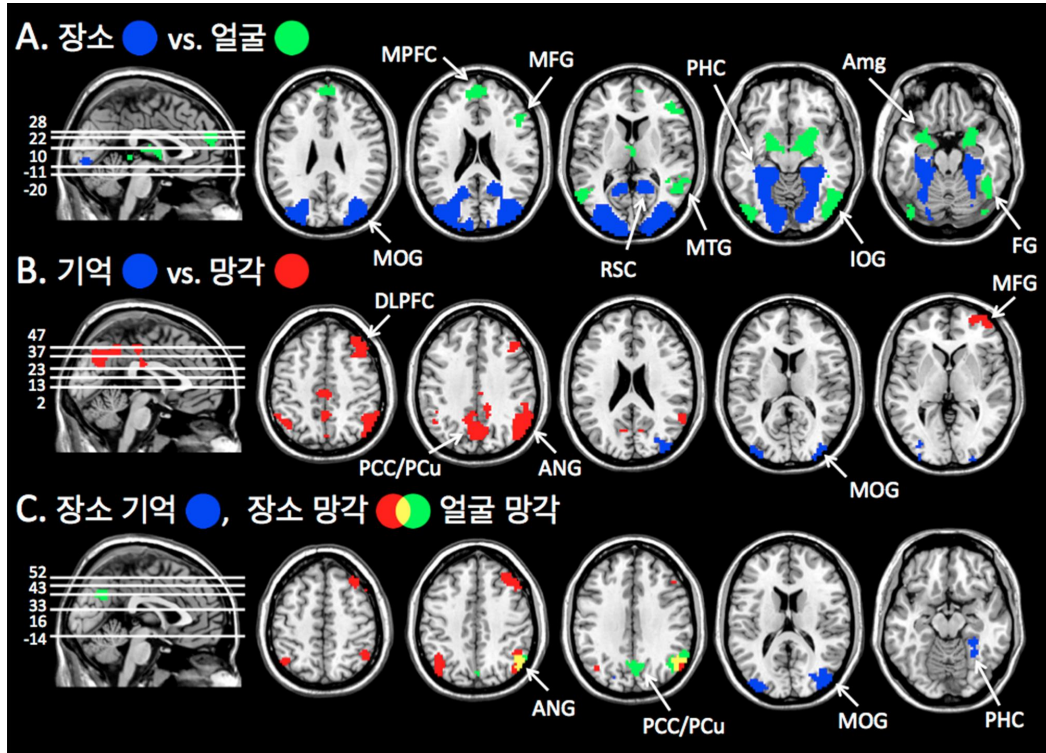 A. 장소 vs. 얼굴
MPFC
MFG
PHC
Amg
28
22
10
-11
-20
MOG
RSC
MTG
IOG
FG
B. 기억 vs. 망각
DLPFC
MFG
47
37
23
13
2
PCC/PCu
ANG
MOG
C. 장소 기억 , 장소 망각 얼굴 망각
52
43
33
16
-14
ANG
PCC/PCu
MOG
PHC